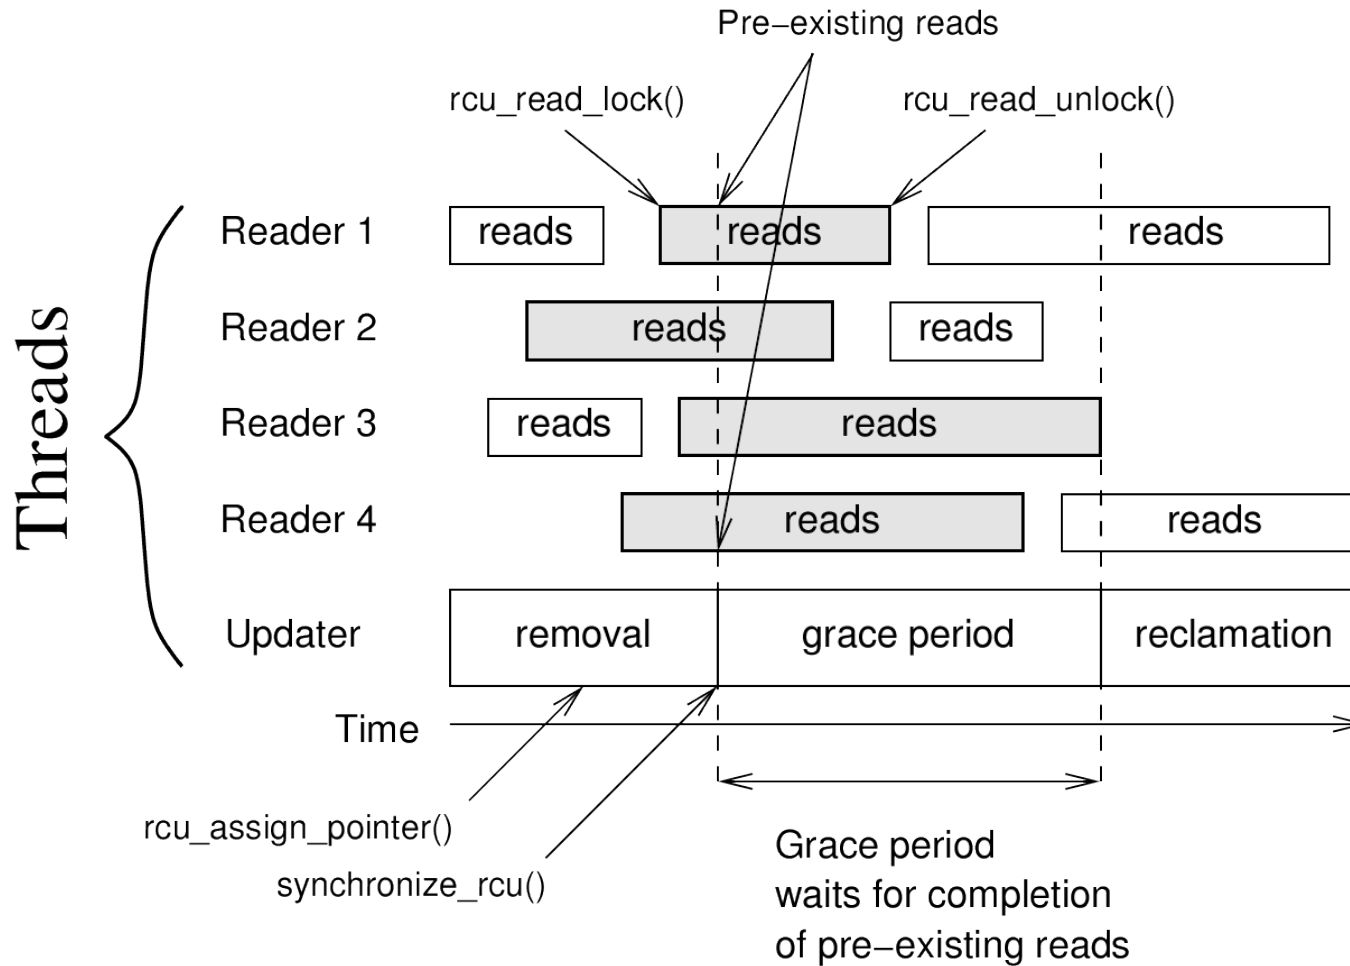 Pre−existing reads
rcu_read_lock()
rcu_read_unlock()
Threads
Reader 1
reads
reads
reads
Reader 2
reads
reads
Reader 3
reads
reads
Reader 4
reads
reads
Updater
removal
grace period
reclamation
Time
rcu_assign_pointer()
synchronize_rcu()
Grace period
waits for completion
of pre−existing reads